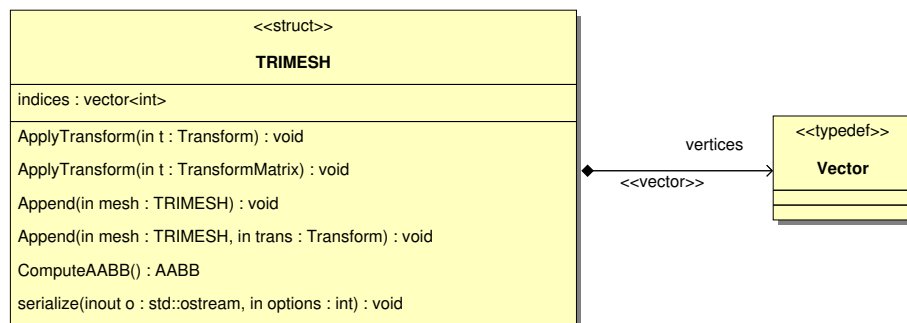 <<struct>>
TRIMESH
indices : vector<int>
ApplyTransform(in t : Transform) : void
ApplyTransform(in t : TransformMatrix) : void
Append(in mesh : TRIMESH) : void
Append(in mesh : TRIMESH, in trans : Transform) : void
ComputeAABB() : AABB
serialize(inout o : std::ostream, in options : int) : void
vertices
<<vector>>
<<typedef>>
Vector